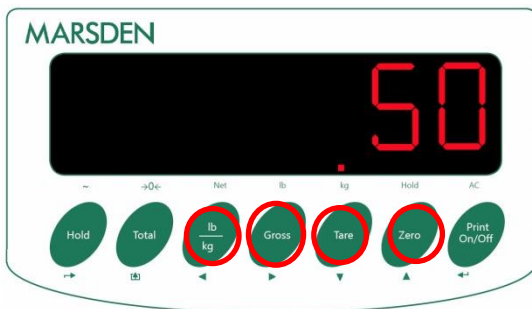 MARSDEN
50
~ →0← Net lb kg Hold AC
Hold Total lb/kg Gross Tare Zero Print On/Off